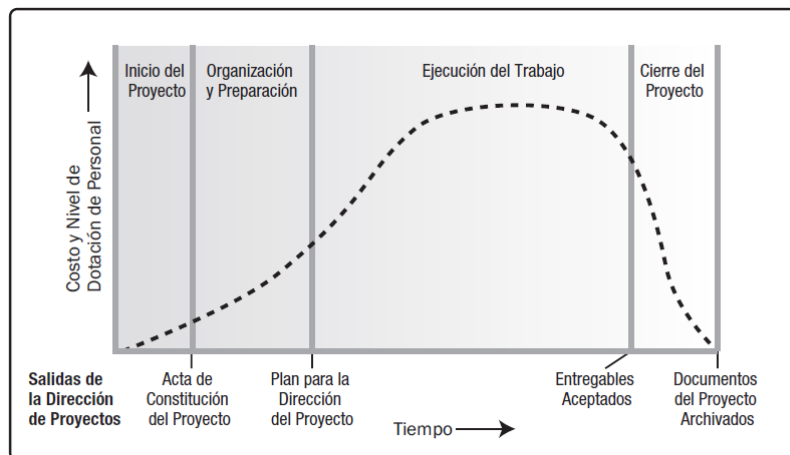 Inicio del
Proyecto
Organización
y Preparación
Ejecución del Trabajo
Cierre del
Proyecto
Costo y Nivel de
Dotación de Personal
Salidas de
la Dirección
de Proyectos
Acta de
Constitución
del Proyecto
Plan para la
Dirección
del Proyecto
Tiempo
Entregables
Aceptados
Documentos
del Proyecto
Archivados